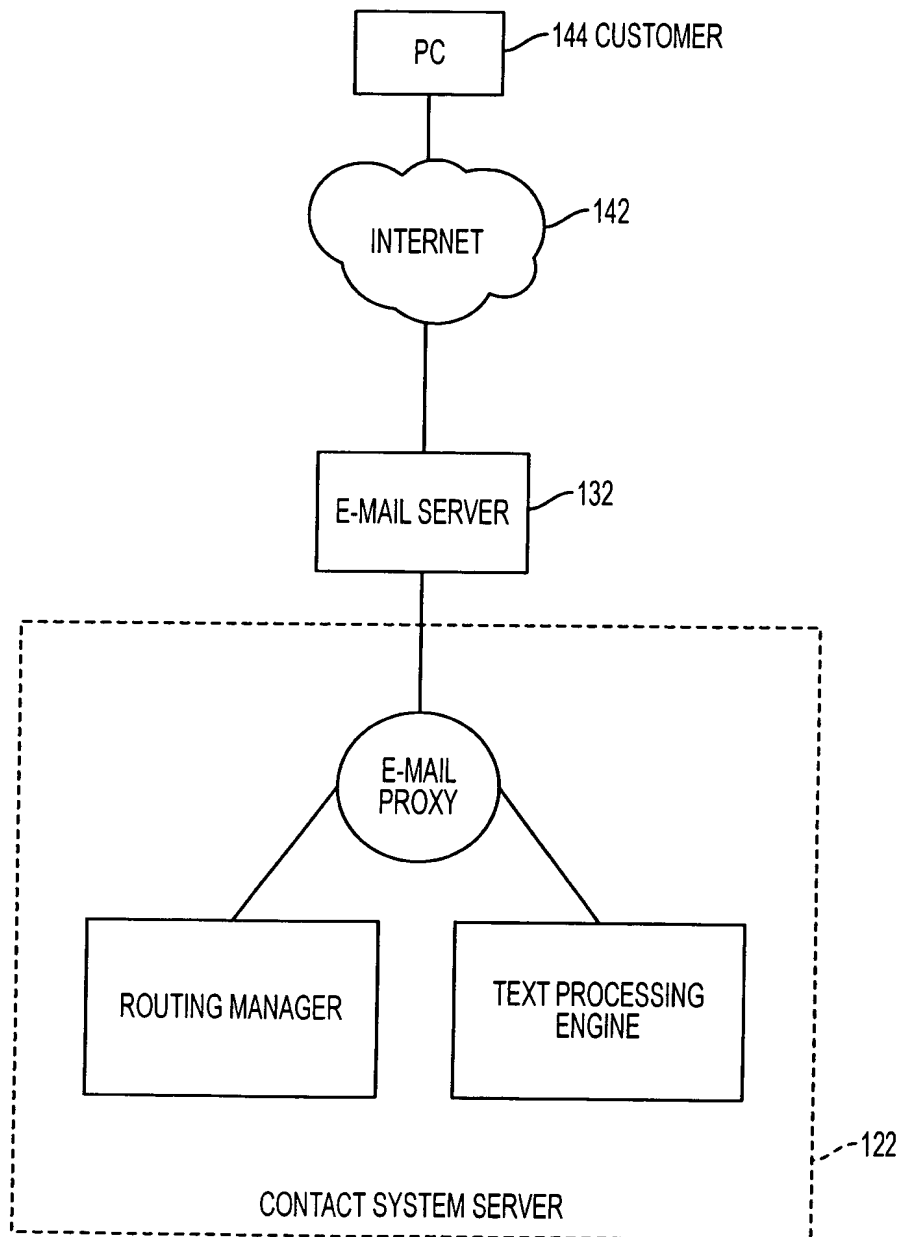 PC
144 CUSTOMER
INTERNET
142
E-MAIL SERVER
132
E-MAIL
PROXY
ROUTING MANAGER
TEXT PROCESSING
ENGINE
122
CONTACT SYSTEM SERVER